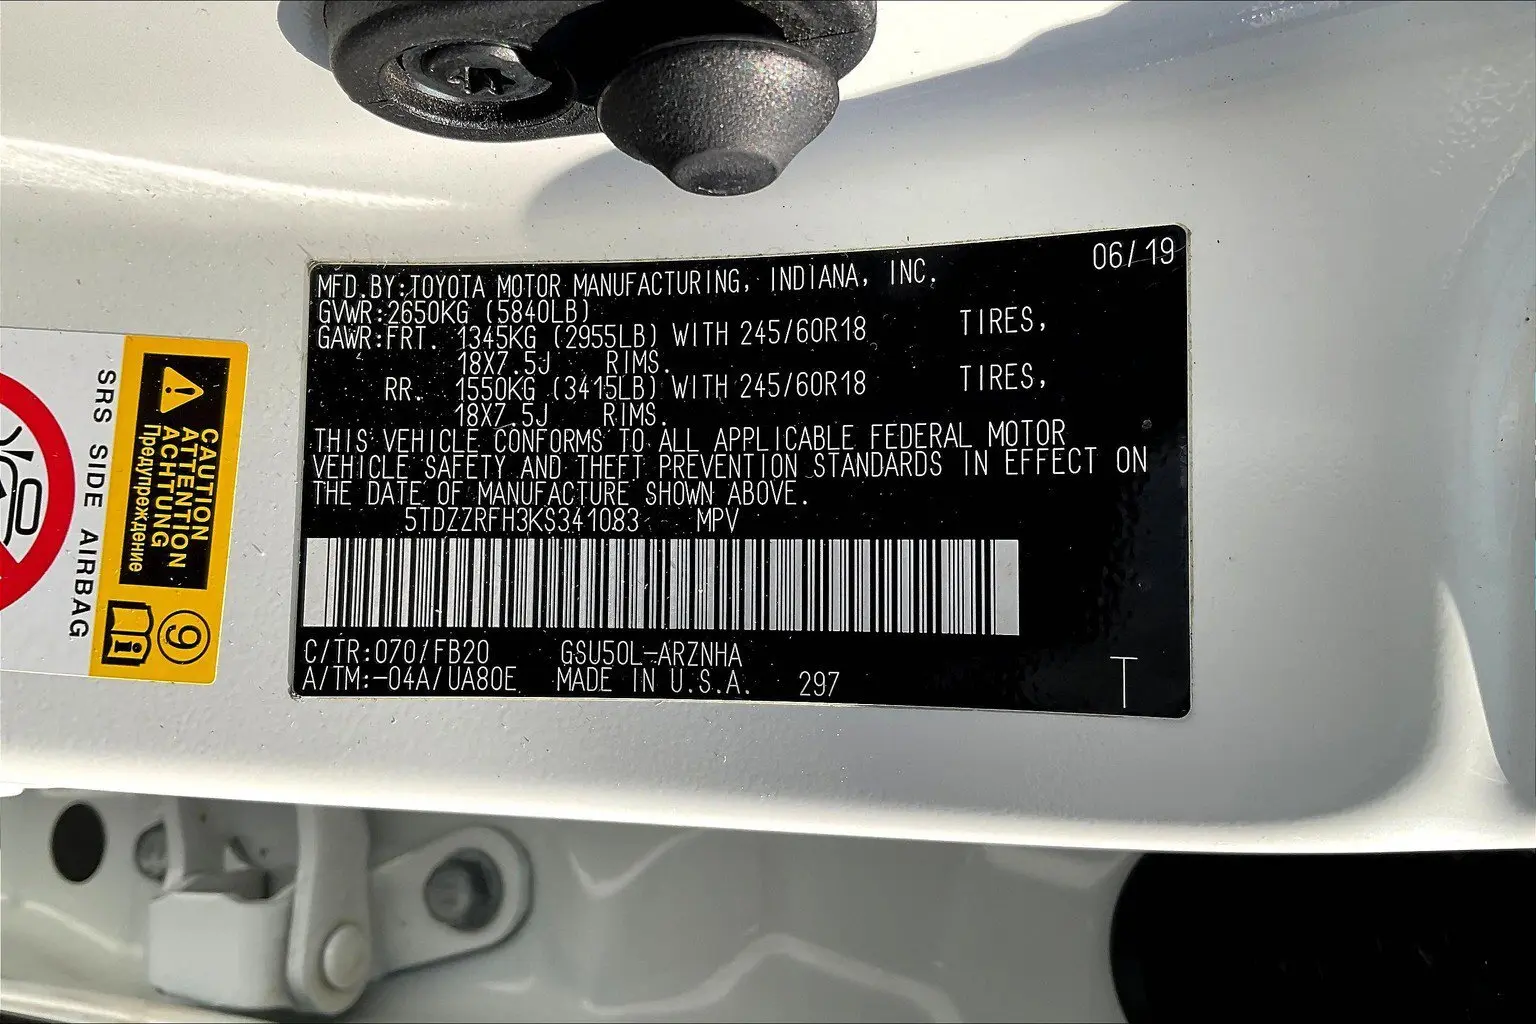 06/19
MFD.BY:TOYOTA MOTOR MANUFACTURING, INDIANA, INC.
GVWR:2650KG (5840LB)
GAWR:FRT. 1345KG (2955LB) WITH 245/60R18 TIRES,
18X7.5J RIMS.
RR. 1550KG (3415LB) WITH 245/60R18 TIRES,
18X7.5J RIMS.
THIS VEHICLE CONFORMS TO ALL APPLICABLE FEDERAL MOTOR
VEHICLE SAFETY AND THEFT PREVENTION STANDARDS IN EFFECT ON
THE DATE OF MANUFACTURE SHOWN ABOVE.
5TDZZRFH3KS341083 MPV
C/TR:070/FB20 GSU50L-ARZNHA
A/TM:-04A/UA80E MADE IN U.S.A. 297
T
CAUTION
ATTENTION
ACHTUNG
Предупреждение
9
SRS SIDE AIRBAG